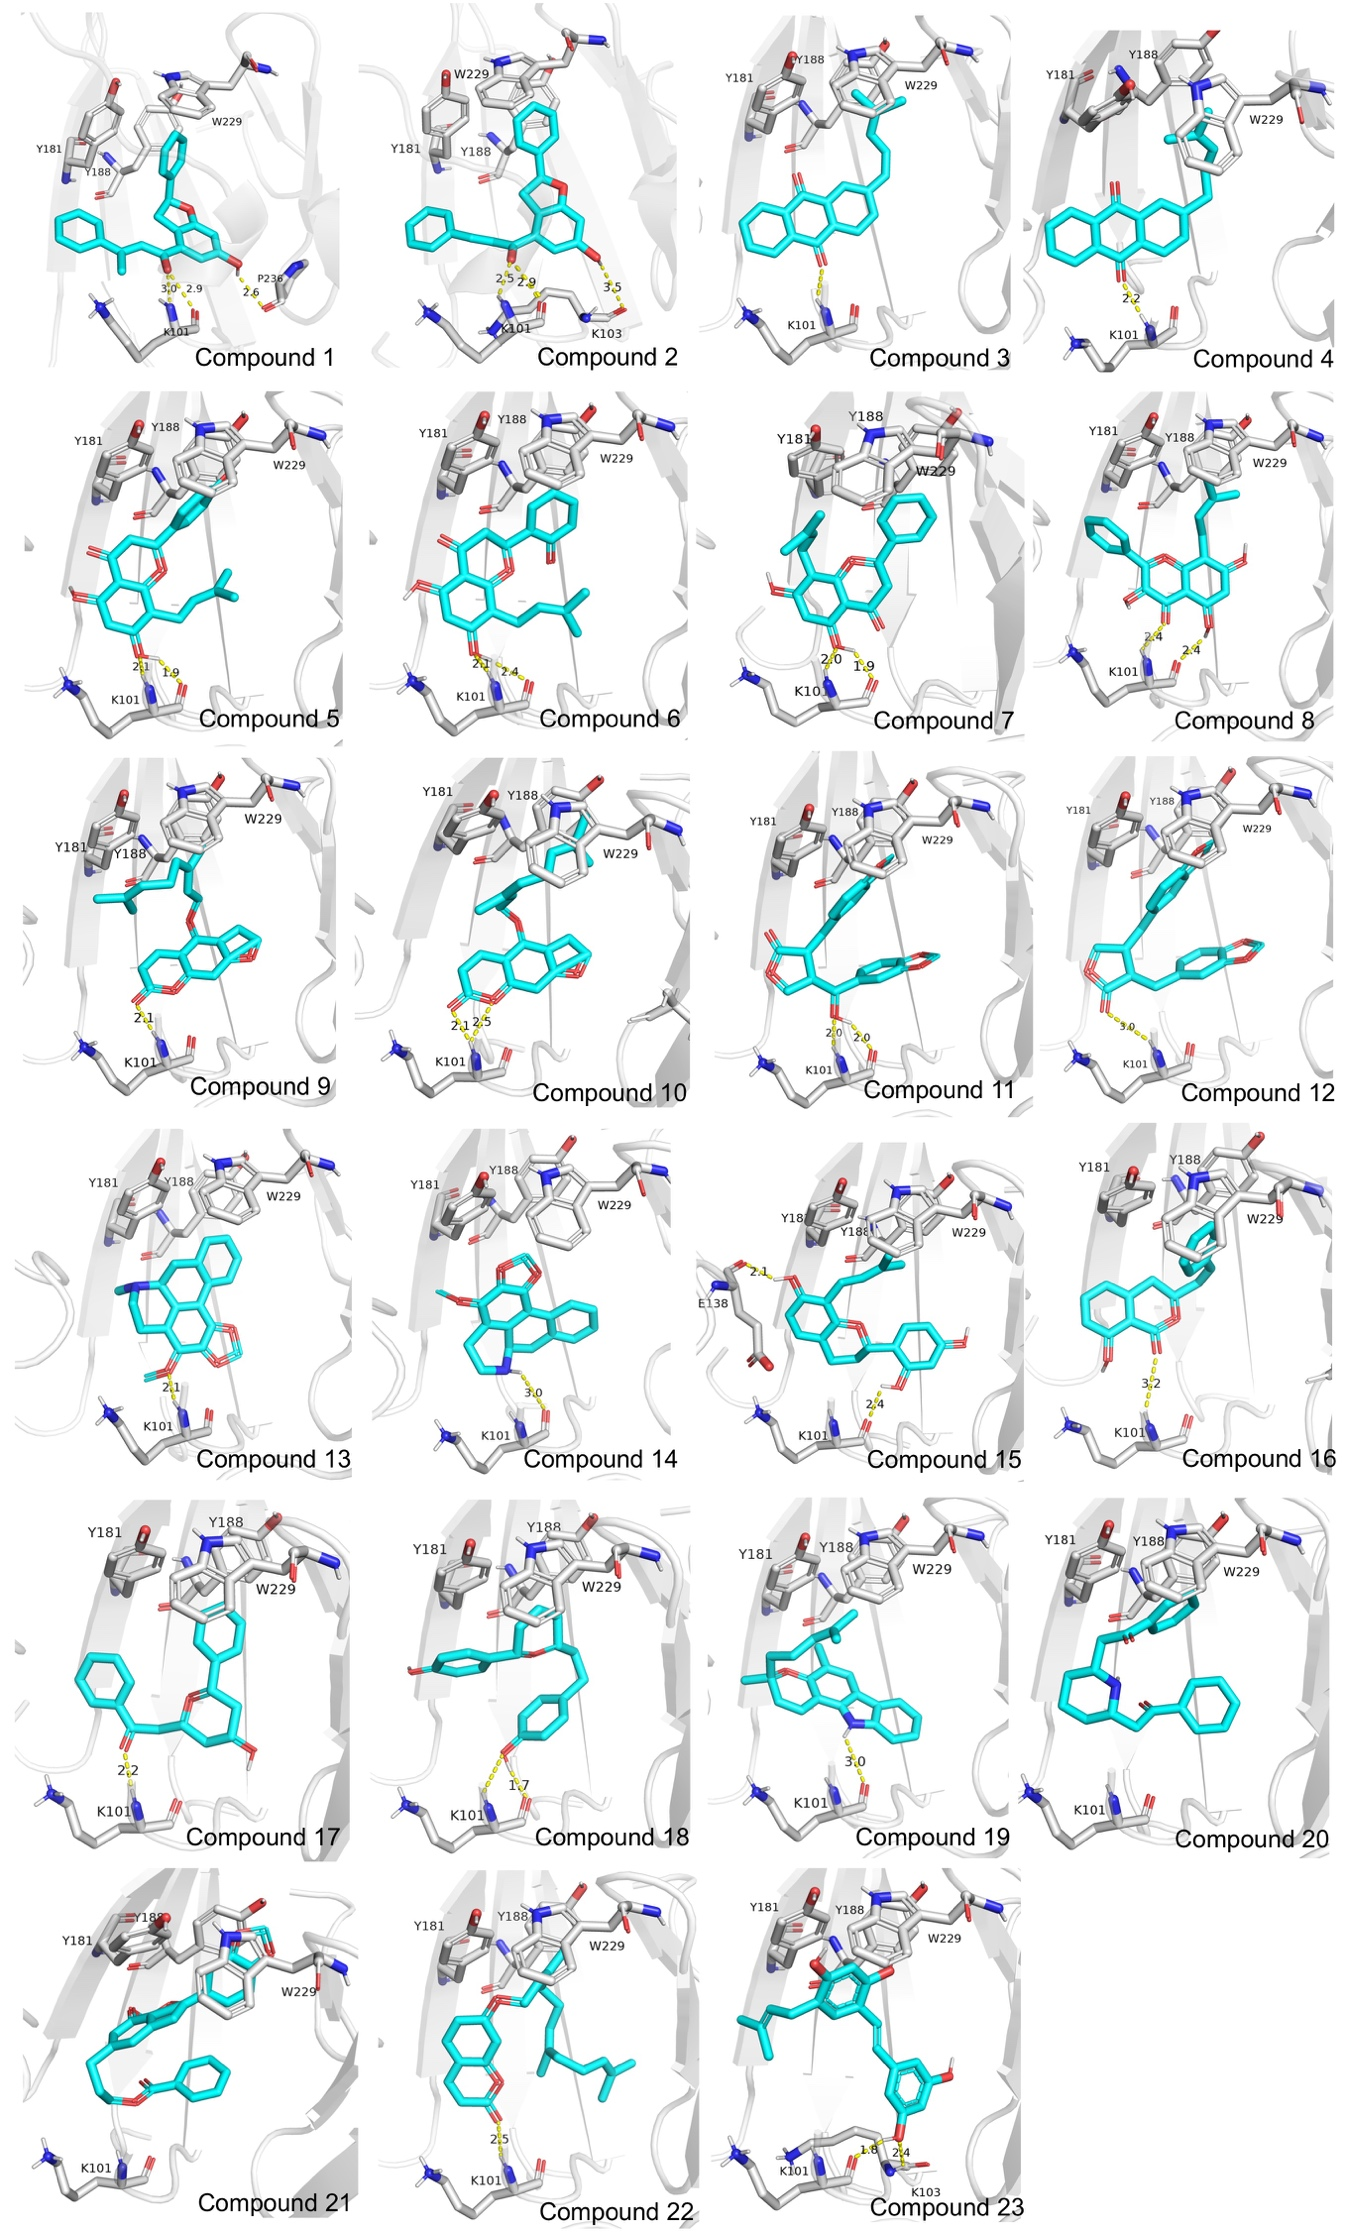 Y181
Y188
W229
3.0
2.9
2.6
P236
K101
Compound 1
W229
Y181
Y188
2.5
2.9
3.5
K101
K103
Compound 2
Y188
Y181
W229
K101
Compound 3
Y188
Y181
W229
2.2
K101
Compound 4
Y181
Y188
W229
2.1
1.9
K101
Compound 5
Y181
Y188
W229
2.1
2.4
K101
Compound 6
Y188
Y181
W229
2.0
1.9
K101
Compound 7
Y181
Y188
W229
2.4
2.4
K101
Compound 8
W229
Y181
Y188
2.1
K101
Compound 9
Y181
Y188
W229
2.1
2.5
K101
Compound 10
Y181
Y188
W229
2.0
2.0
K101
Compound 11
Y181
Y188
W229
3.0
K101
Compound 12
Y181
Y188
W229
2.1
K101
Compound 13
Y181
Y188
W229
3.0
K101
Compound 14
Y188
W229
2.1
E138
2.4
K101
Compound 15
Y181
Y188
W229
3.2
K101
Compound 16
Y181
Y188
W229
2.2
K101
Compound 17
Y181
Y188
W229
1.7
K101
Compound 18
Y181
Y188
W229
3.0
K101
Compound 19
Y181
Y188
W229
K101
Compound 20
Y188
Y181
W229
K101
Compound 21
Y181
Y188
W229
2.5
K101
Compound 22
Y181
Y188
W229
1.8
2.4
K101
K103
Compound 23